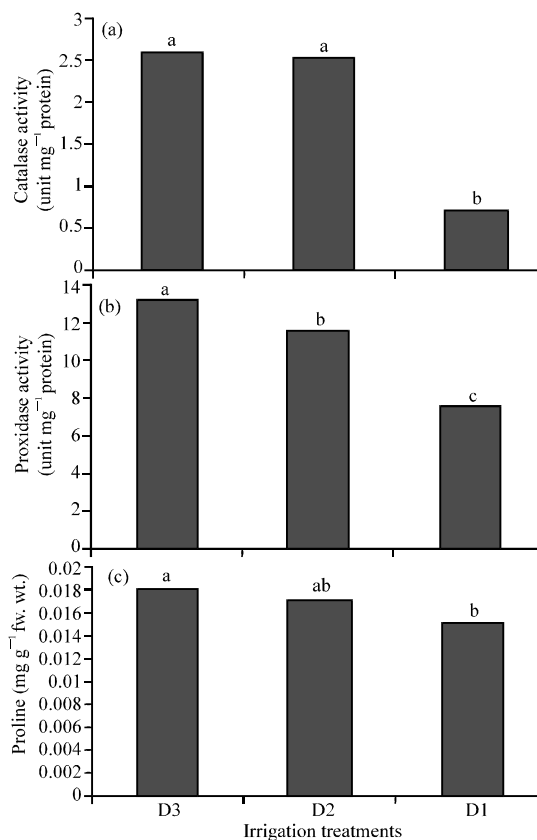 (a)
Catalase activity
(unit mg⁻¹ protein)
3
2.5
2
1.5
1
0.5
0
a
a
b
(b)
Proxidase activity
(unit mg⁻¹ protein)
14
12
10
8
6
4
2
0
a
b
c
(c)
Proline (mg g⁻¹ fw. wt.)
0.02
0.018
0.016
0.014
0.012
0.01
0.008
0.006
0.004
0.002
0
a
ab
b
D3 D2 D1
Irrigation treatments